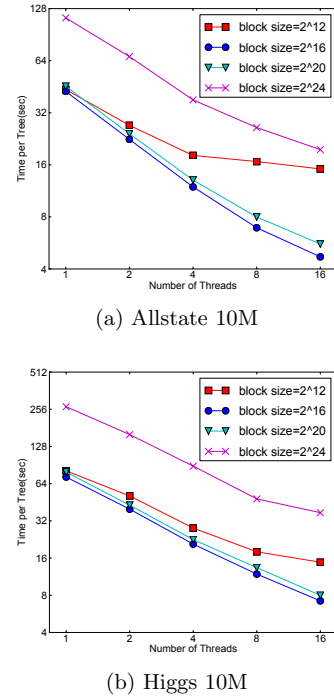 128
64
32
16
8
4
Time per Tree(sec)
block size=2^12
block size=2^16
block size=2^20
block size=2^24
1 2 4 8 16
Number of Threads
(a) Allstate 10M
512
256
128
64
32
16
8
4
Time per Tree(sec)
block size=2^12
block size=2^16
block size=2^20
block size=2^24
1 2 4 8 16
Number of Threads
(b) Higgs 10M